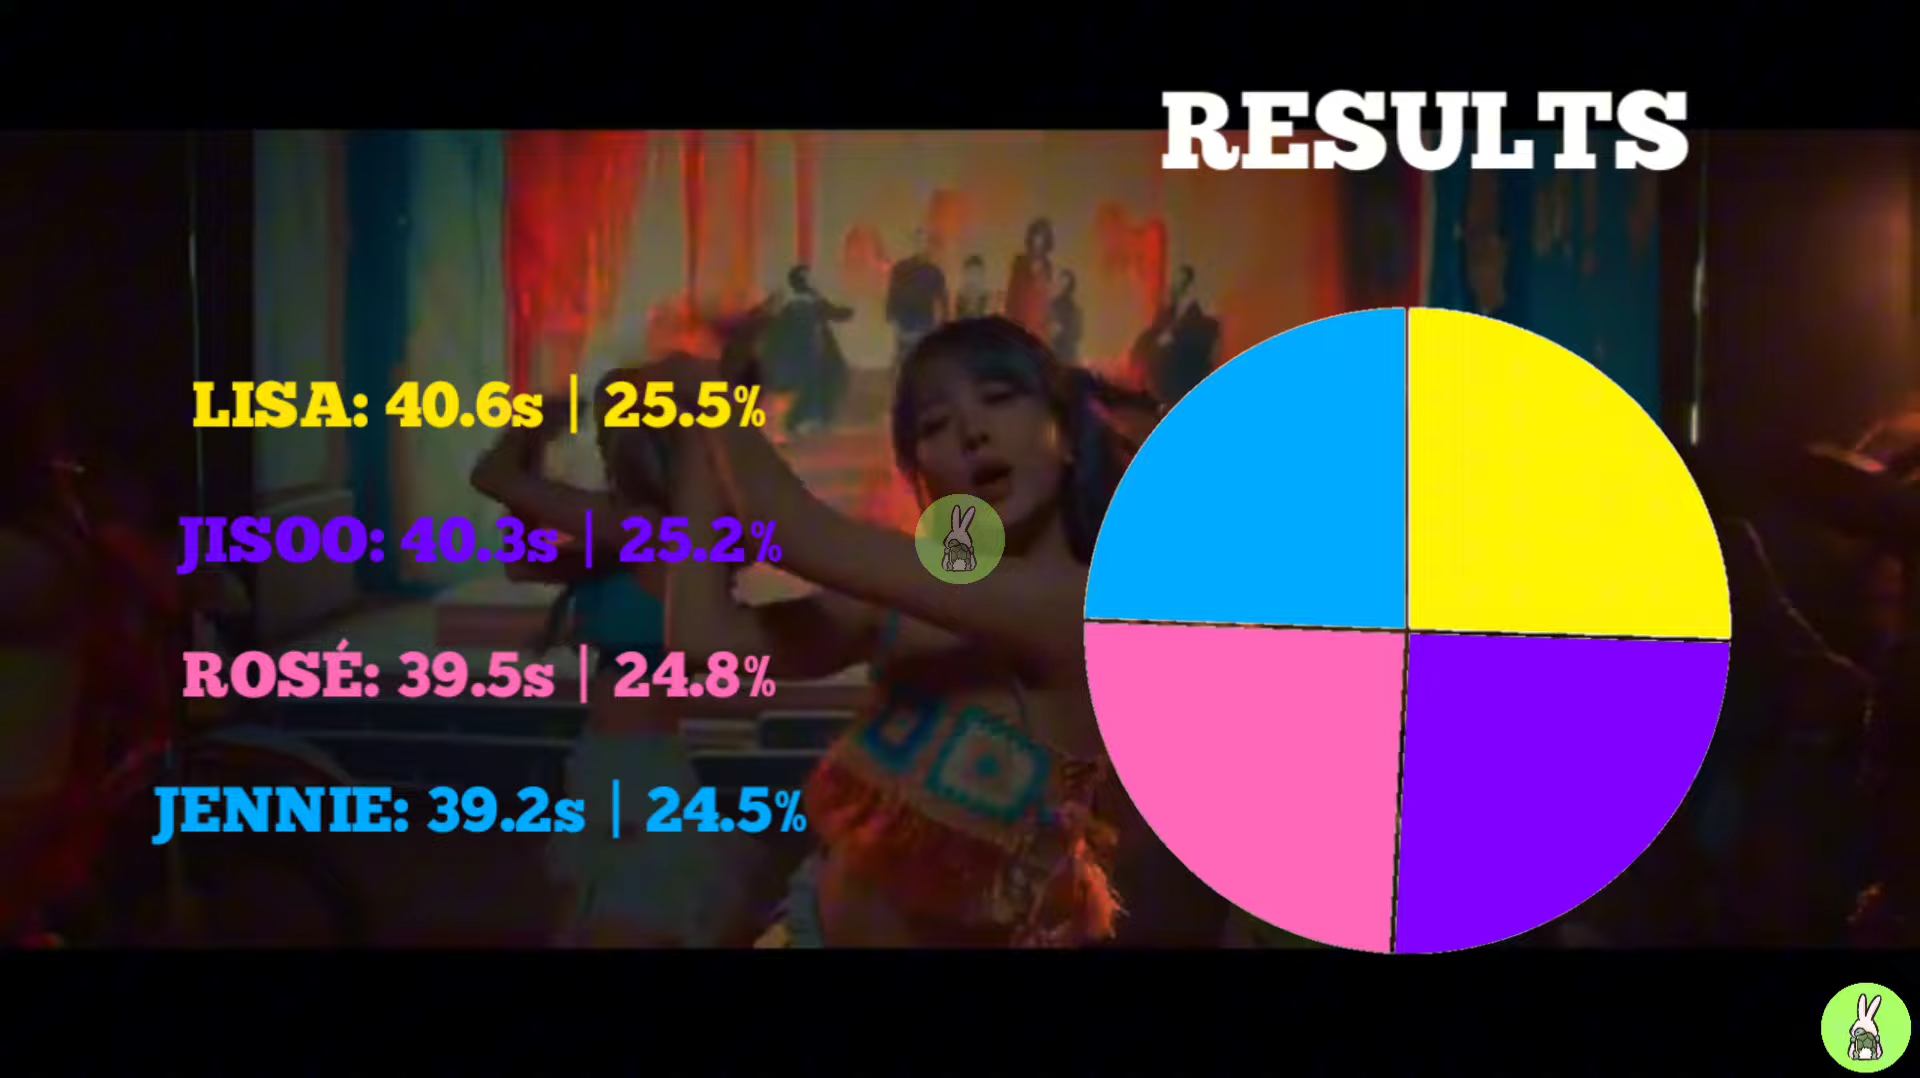 RESULTS
LISA: 40.6s | 25.5%
JISOO: 40.3s | 25.2%
ROSÉ: 39.5s | 24.8%
JENNIE: 39.2s | 24.5%